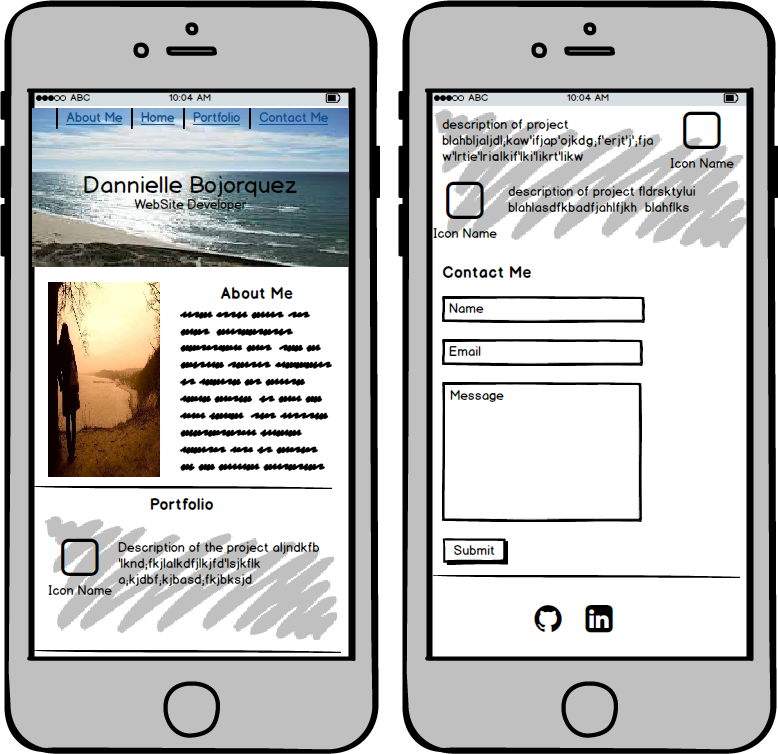 ABC 10:04 AM
About Me Home Portfolio Contact Me
Dannielle Bojorquez
WebSite Developer
About Me
Portfolio
Description of the project aljndkfb
'lknd;fkjlalkdfjlkjfd'lsjkflk
a;kjdbf;kjbasd;fkjbksjd
Icon Name
ABC 10:04 AM
description of project
blahbljaljdl;kaw'ifjap'ojkdg,f'erjt'j',fja
w'lrtie'lrialkif'lki'likrt'likw
Icon Name
description of project fldrsktylui
blahlasdfkbadfjahlfjkh blahflks
Icon Name
Contact Me
Name
Email
Message
Submit
in